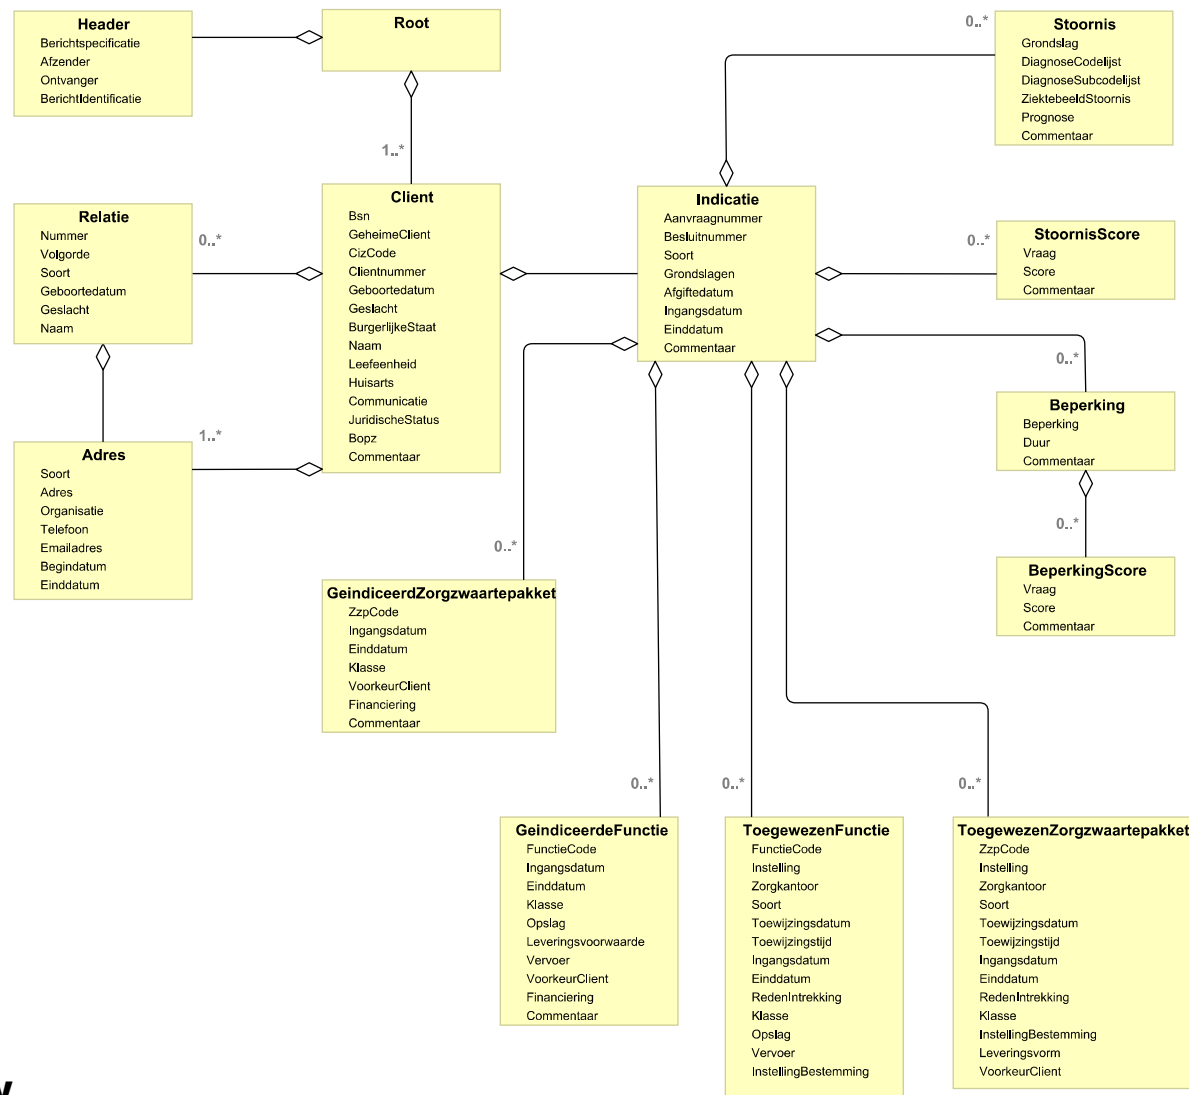 Header
Berichtspecificatie
Afzender
Ontvanger
BerichtIdentificatie
Root
1..*
0..*
Stoornis
Grondslag
DiagnoseCodelijst
DiagnoseSubcodelijst
ZiektebeeldStoornis
Prognose
Commentaar
Relatie
Nummer
Volgorde
Soort
Geboortedatum
Geslacht
Naam
0..*
Client
Bsn
GeheimeClient
CizCode
Clientnummer
Geboortedatum
Geslacht
BurgerlijkeStaat
Naam
Leefeenheid
Huisarts
Communicatie
JuridischeStatus
Bopz
Commentaar
Indicatie
Aanvraagnummer
Besluitnummer
Soort
Grondslagen
Afgiftedatum
Ingangsdatum
Einddatum
Commentaar
0..*
StoornisScore
Vraag
Score
Commentaar
0..*
Beperking
Beperking
Duur
Commentaar
0..*
BeperkingScore
Vraag
Score
Commentaar
1..*
Adres
Soort
Adres
Organisatie
Telefoon
Emailadres
Begindatum
Einddatum
0..*
GeindiceerdZorgzwaartepakket
ZzpCode
Ingangsdatum
Einddatum
Klasse
VoorkeurClient
Financiering
Commentaar
0..*
GeindiceerdeFunctie
FunctieCode
Ingangsdatum
Einddatum
Klasse
Opslag
Leveringsvoorwaarde
Vervoer
VoorkeurClient
Financiering
Commentaar
0..*
ToegewezenFunctie
FunctieCode
Instelling
Zorgkantoor
Soort
Toewijzingsdatum
Toewijzingstijd
Ingangsdatum
Einddatum
RedenIntrekking
Klasse
Opslag
Vervoer
InstellingBestemming
0..*
ToegewezenZorgzwaartepakket
ZzpCode
Instelling
Zorgkantoor
Soort
Toewijzingsdatum
Toewijzingstijd
Ingangsdatum
Einddatum
RedenIntrekking
Klasse
InstellingBestemming
Leveringsvorm
VoorkeurClient